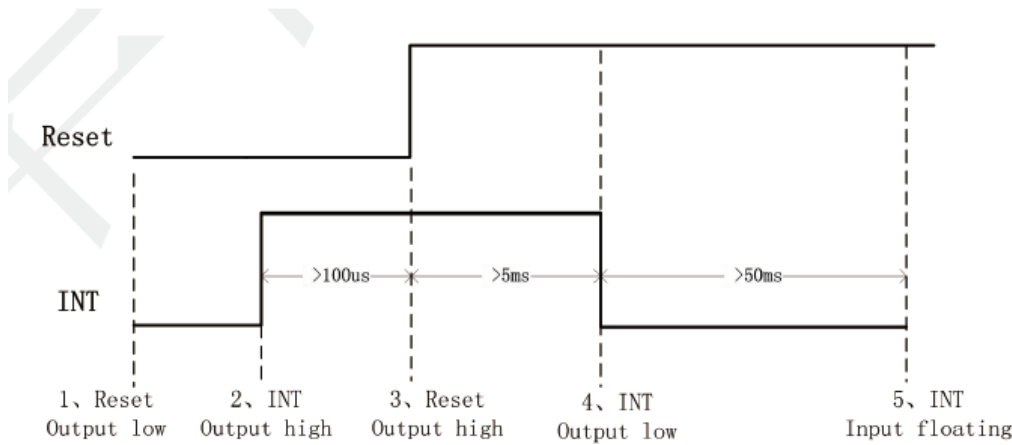 Reset
>100us
>5ms
>50ms
INT
1、Reset
Output low
2、INT
Output high
3、Reset
Output high
4、INT
Output low
5、INT
Input floating